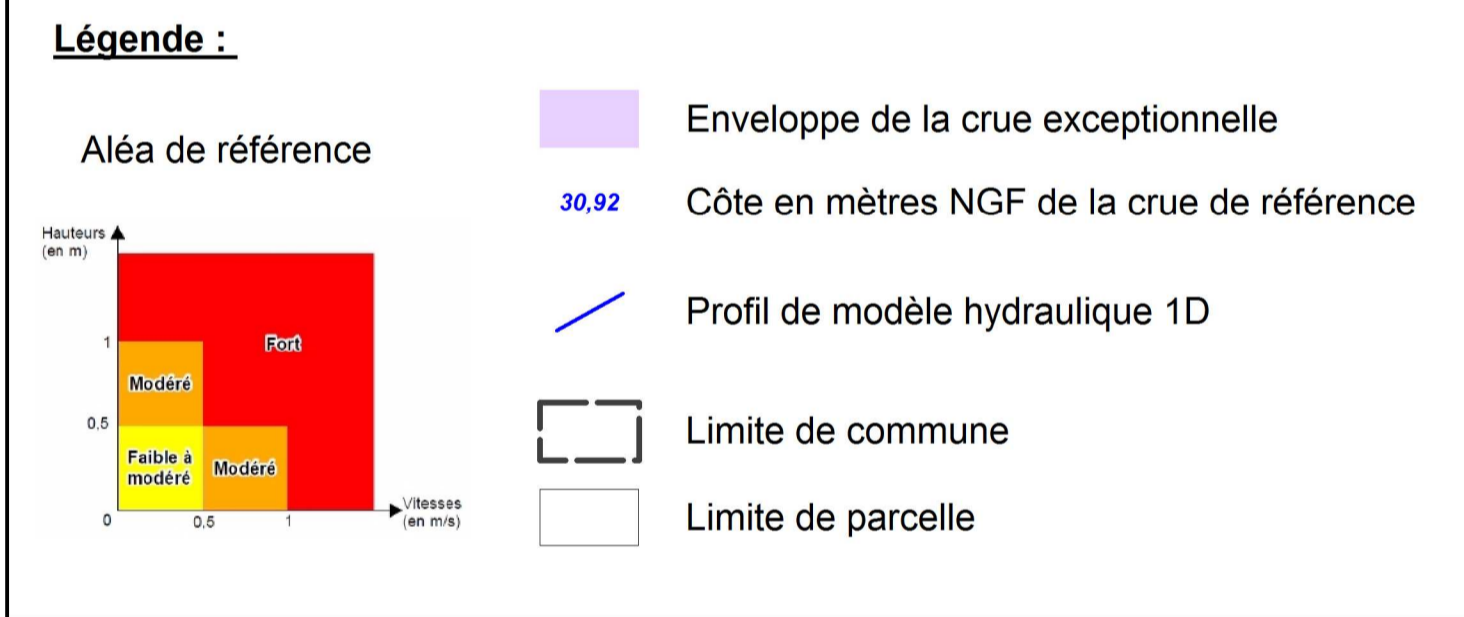 Légende :
Aléa de référence
Hauteurs
(en m)
1
0,5
0
0,5
1
Vitesses
(en m/s)
Fort
Modéré
Faible à
modéré
Modéré
Enveloppe de la crue exceptionnelle
30,92
Côte en mètres NGF de la crue de référence
Profil de modèle hydraulique 1D
Limite de commune
Limite de parcelle